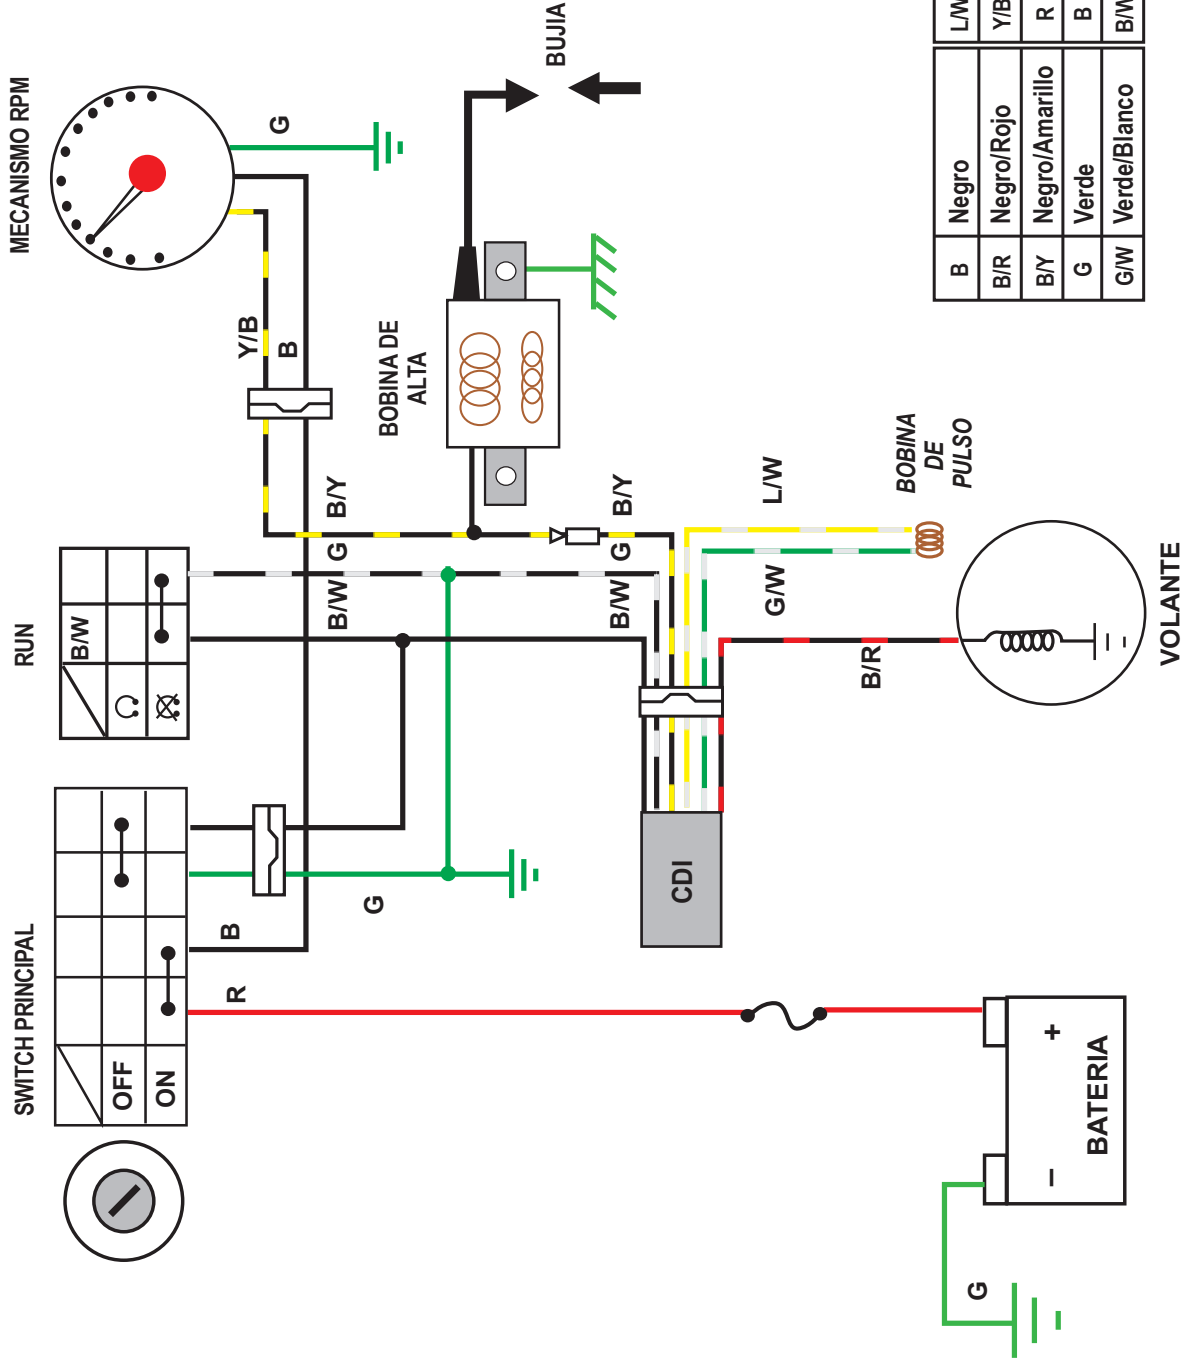 MECANISMO RPM
G
BUJIA
Y/B
B
BOBINA DE
ALTA
RUN
B/W
B/Y
G
B/W
B/Y
G
B/W
L/W
G/W
B/R
BOBINA
DE
PULSO
VOLANTE
SWITCH PRINCIPAL
OFF
ON
B
R
G
CDI
BATERIA
+
–
G
B Negro L/W
B/R Negro/Rojo Y/B
B/Y Negro/Amarillo R
G Verde B
G/W Verde/Blanco B/W